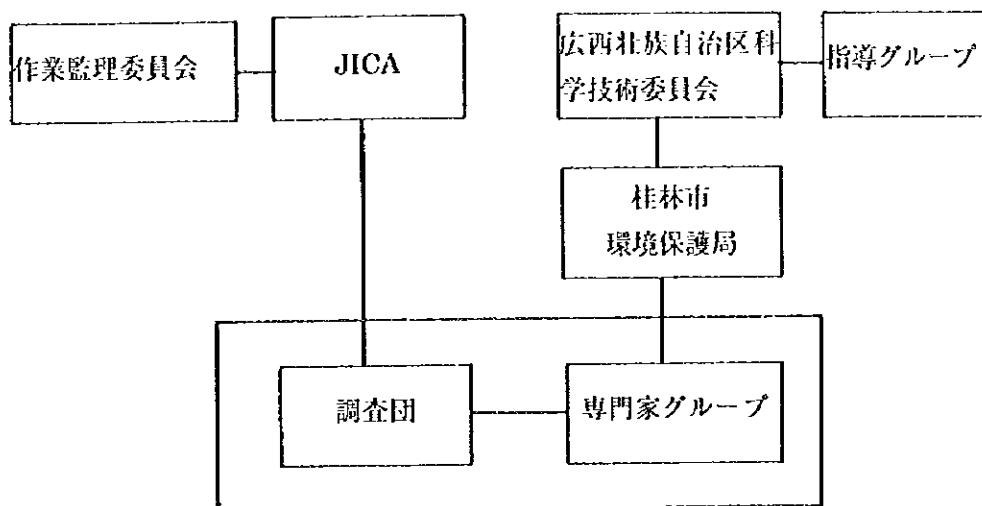 作業監理委員会
JICA
広西壮族自治区科
学技術委員会
指導グループ
桂林市
環境保護局
調査団
専門家グループ